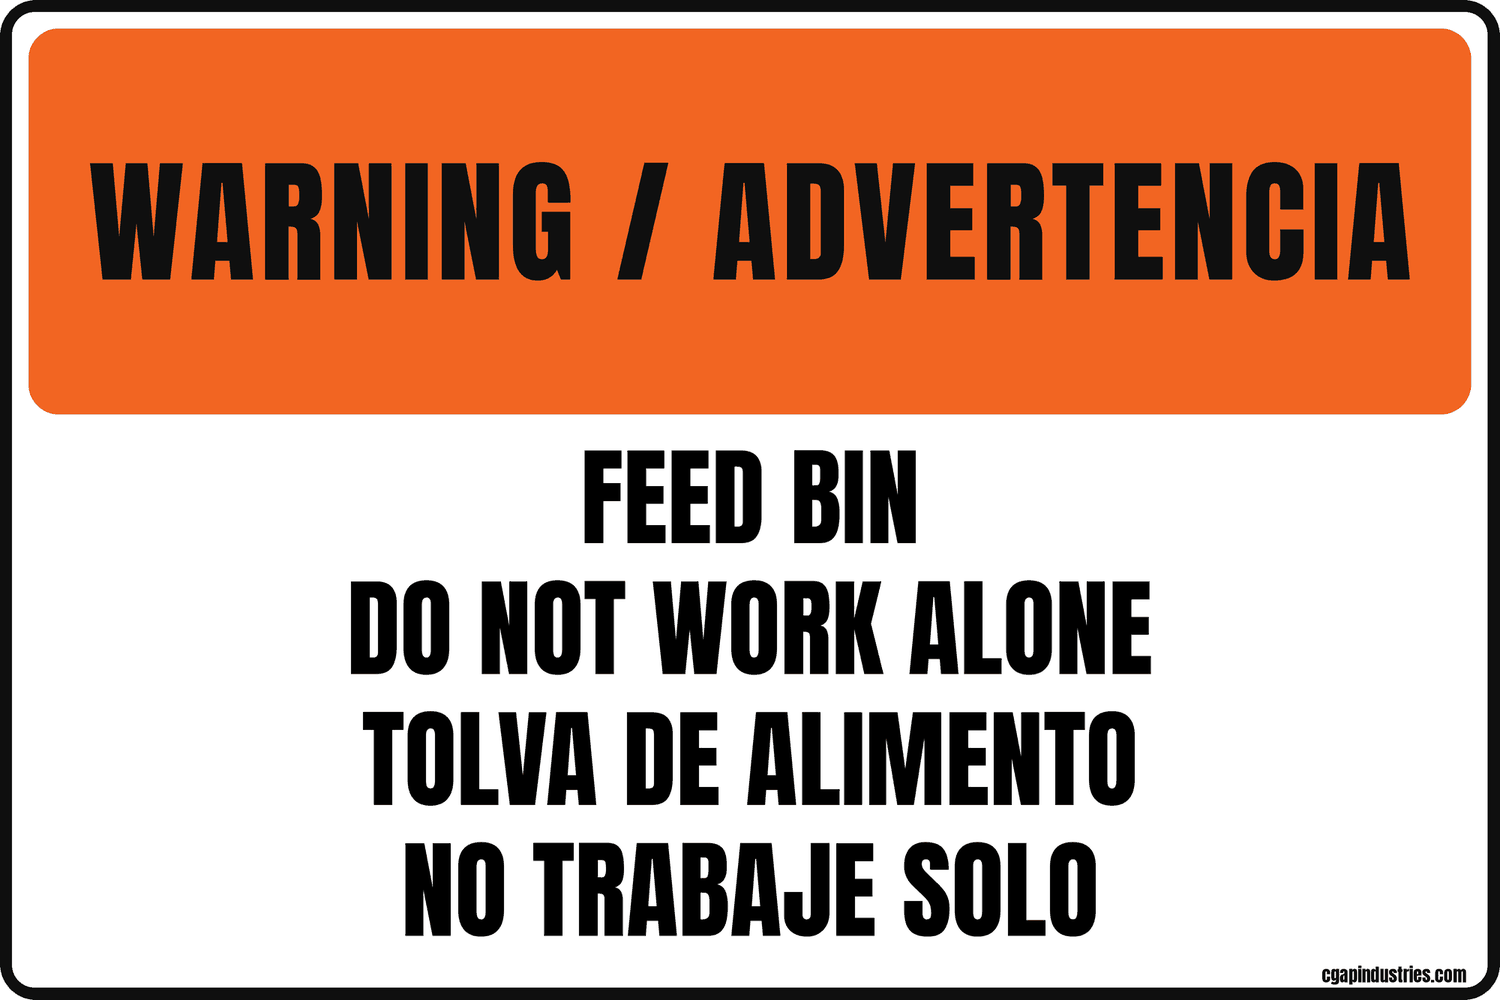 WARNING / ADVERTENCIA
FEED BIN
DO NOT WORK ALONE
TOLVA DE ALIMENTO
NO TRABAJE SOLO
cgapindustries.com